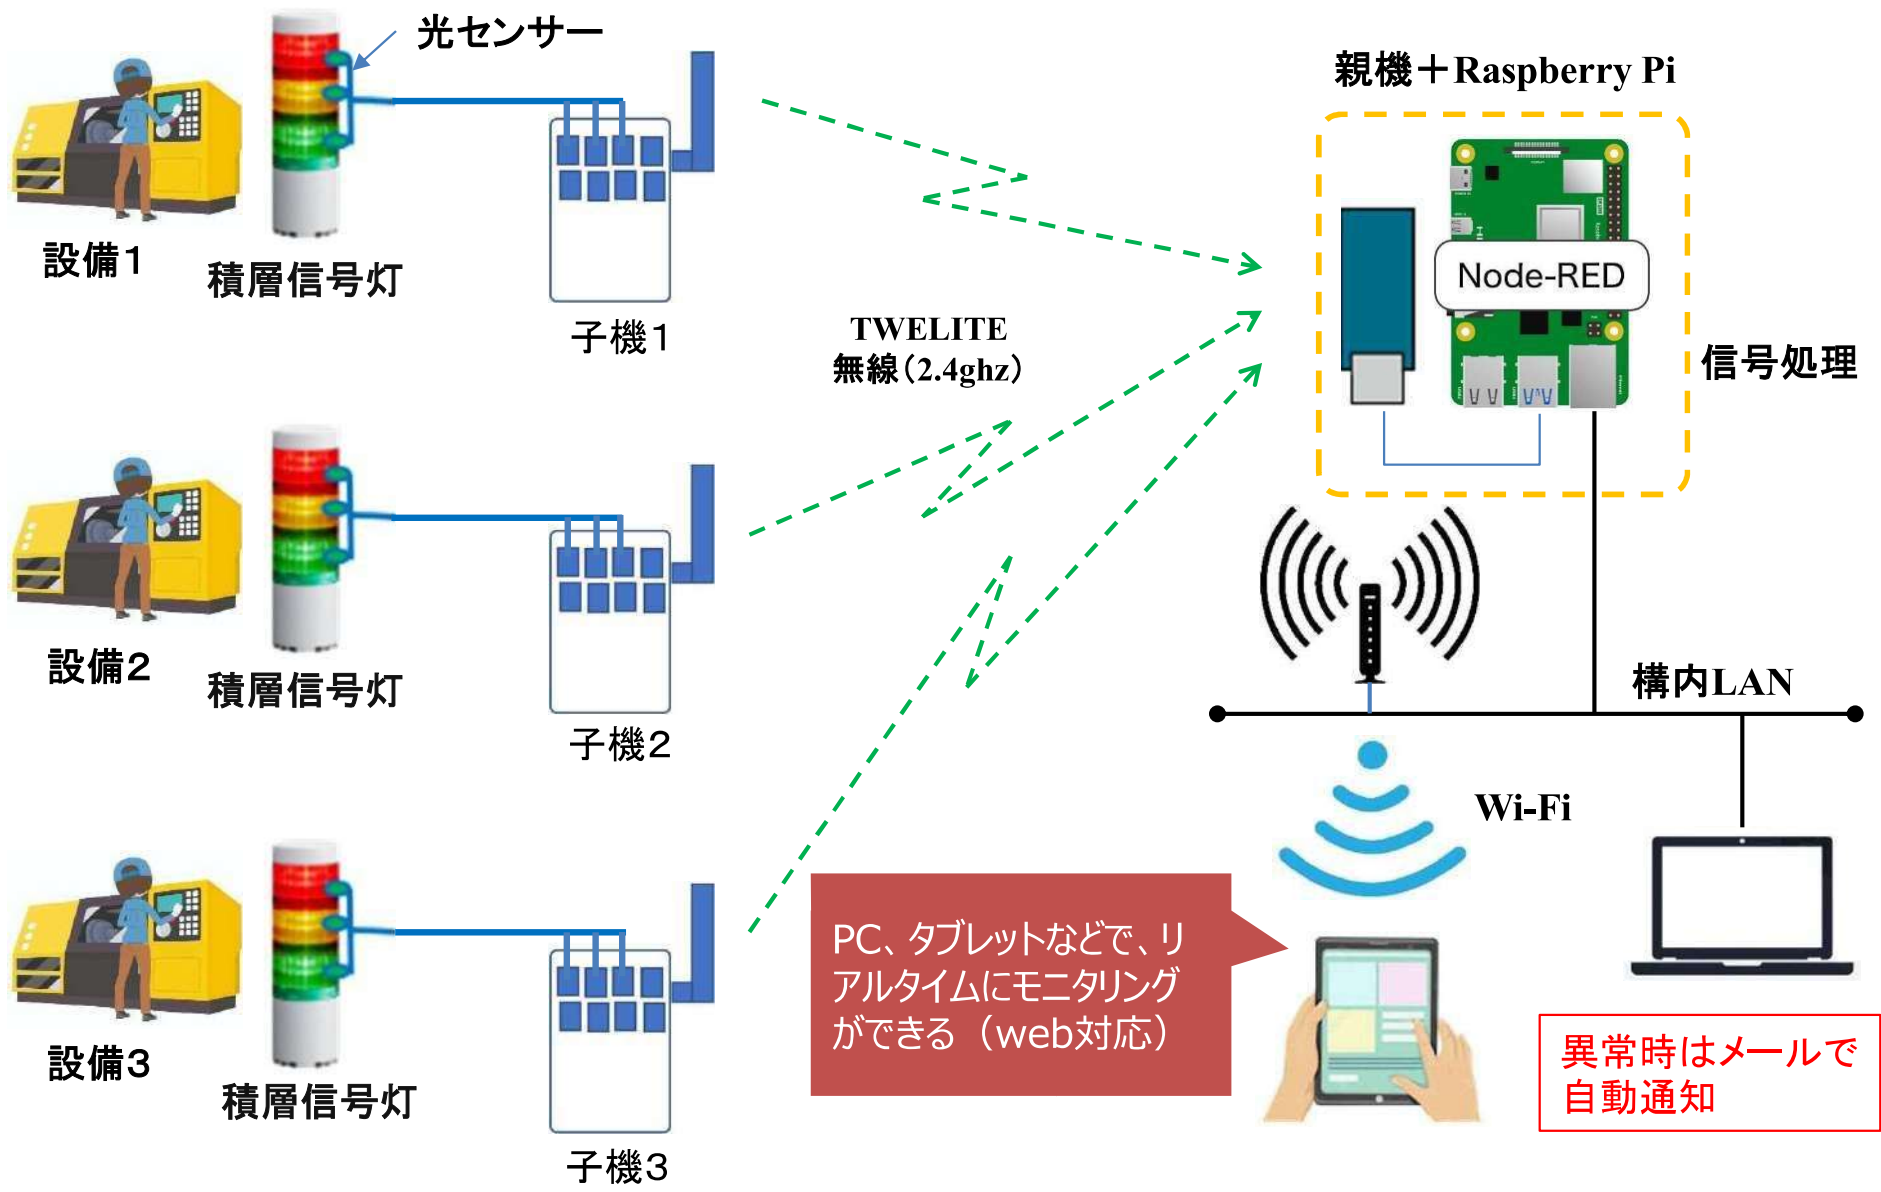 光センサー
設備1
積層信号灯
子機1
設備2
積層信号灯
子機2
設備3
積層信号灯
子機3
TWELITE
無線(2.4ghz)
親機＋Raspberry Pi
Node-RED
信号処理
構内LAN
Wi-Fi
PC、タブレットなどで、リ
アルタイムにモニタリング
ができる（web対応）
異常時はメールで
自動通知